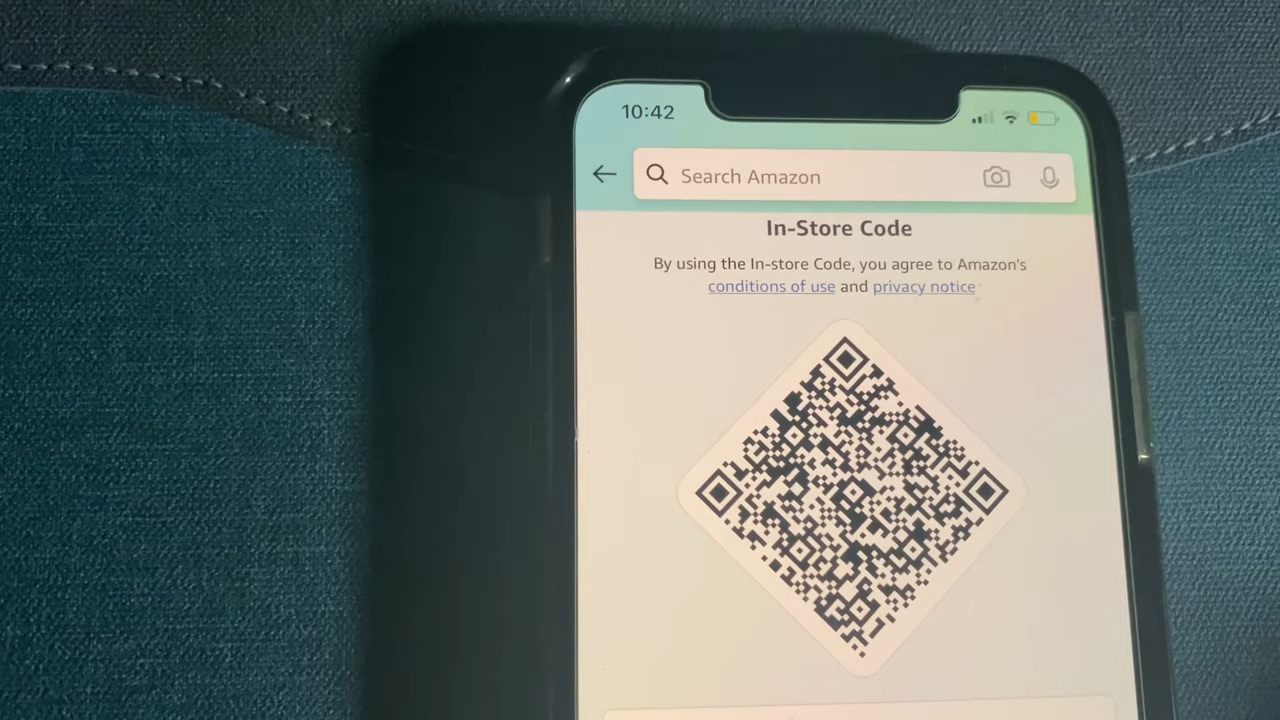 10:42
Search Amazon
In-Store Code
By using the In-store Code, you agree to Amazon's
conditions of use and privacy notice